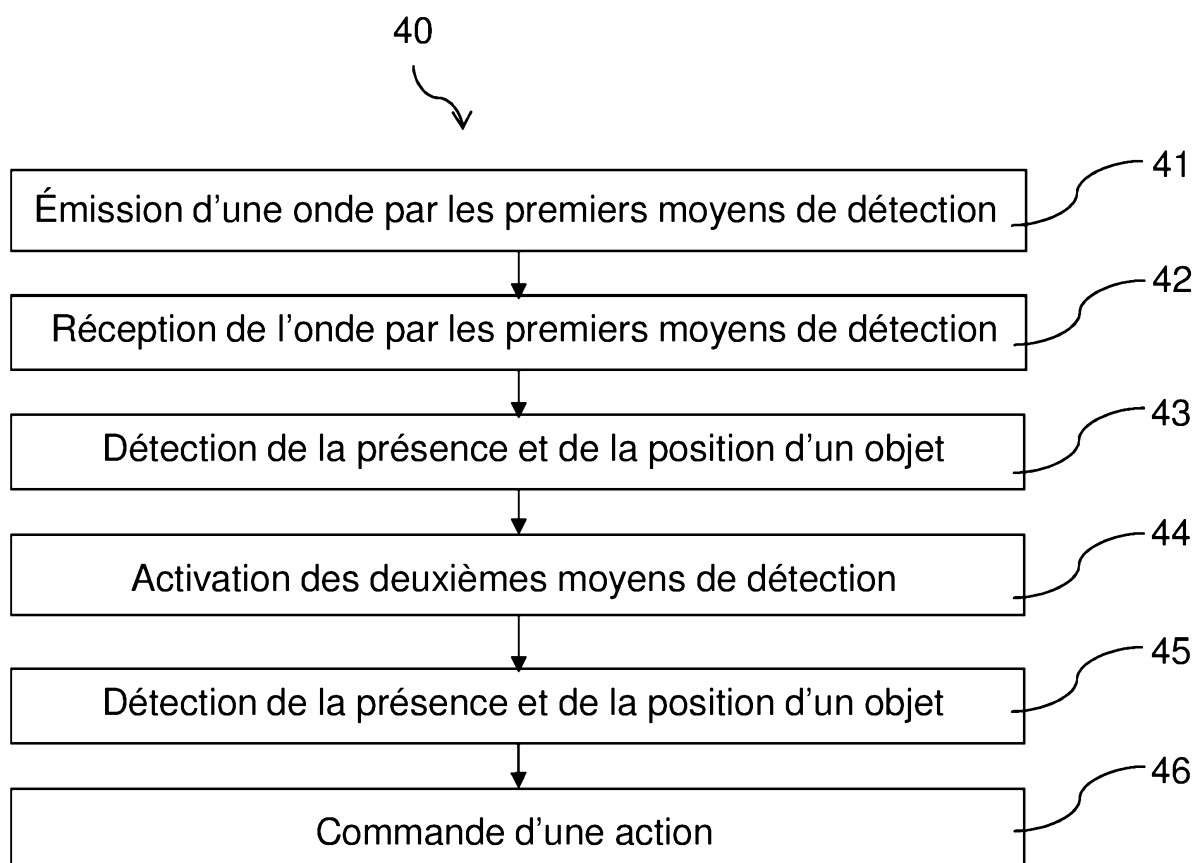 40
Émission d'une onde par les premiers moyens de détection
41
Réception de l'onde par les premiers moyens de détection
42
Détection de la présence et de la position d'un objet
43
Activation des deuxièmes moyens de détection
44
Détection de la présence et de la position d'un objet
45
Commande d'une action
46